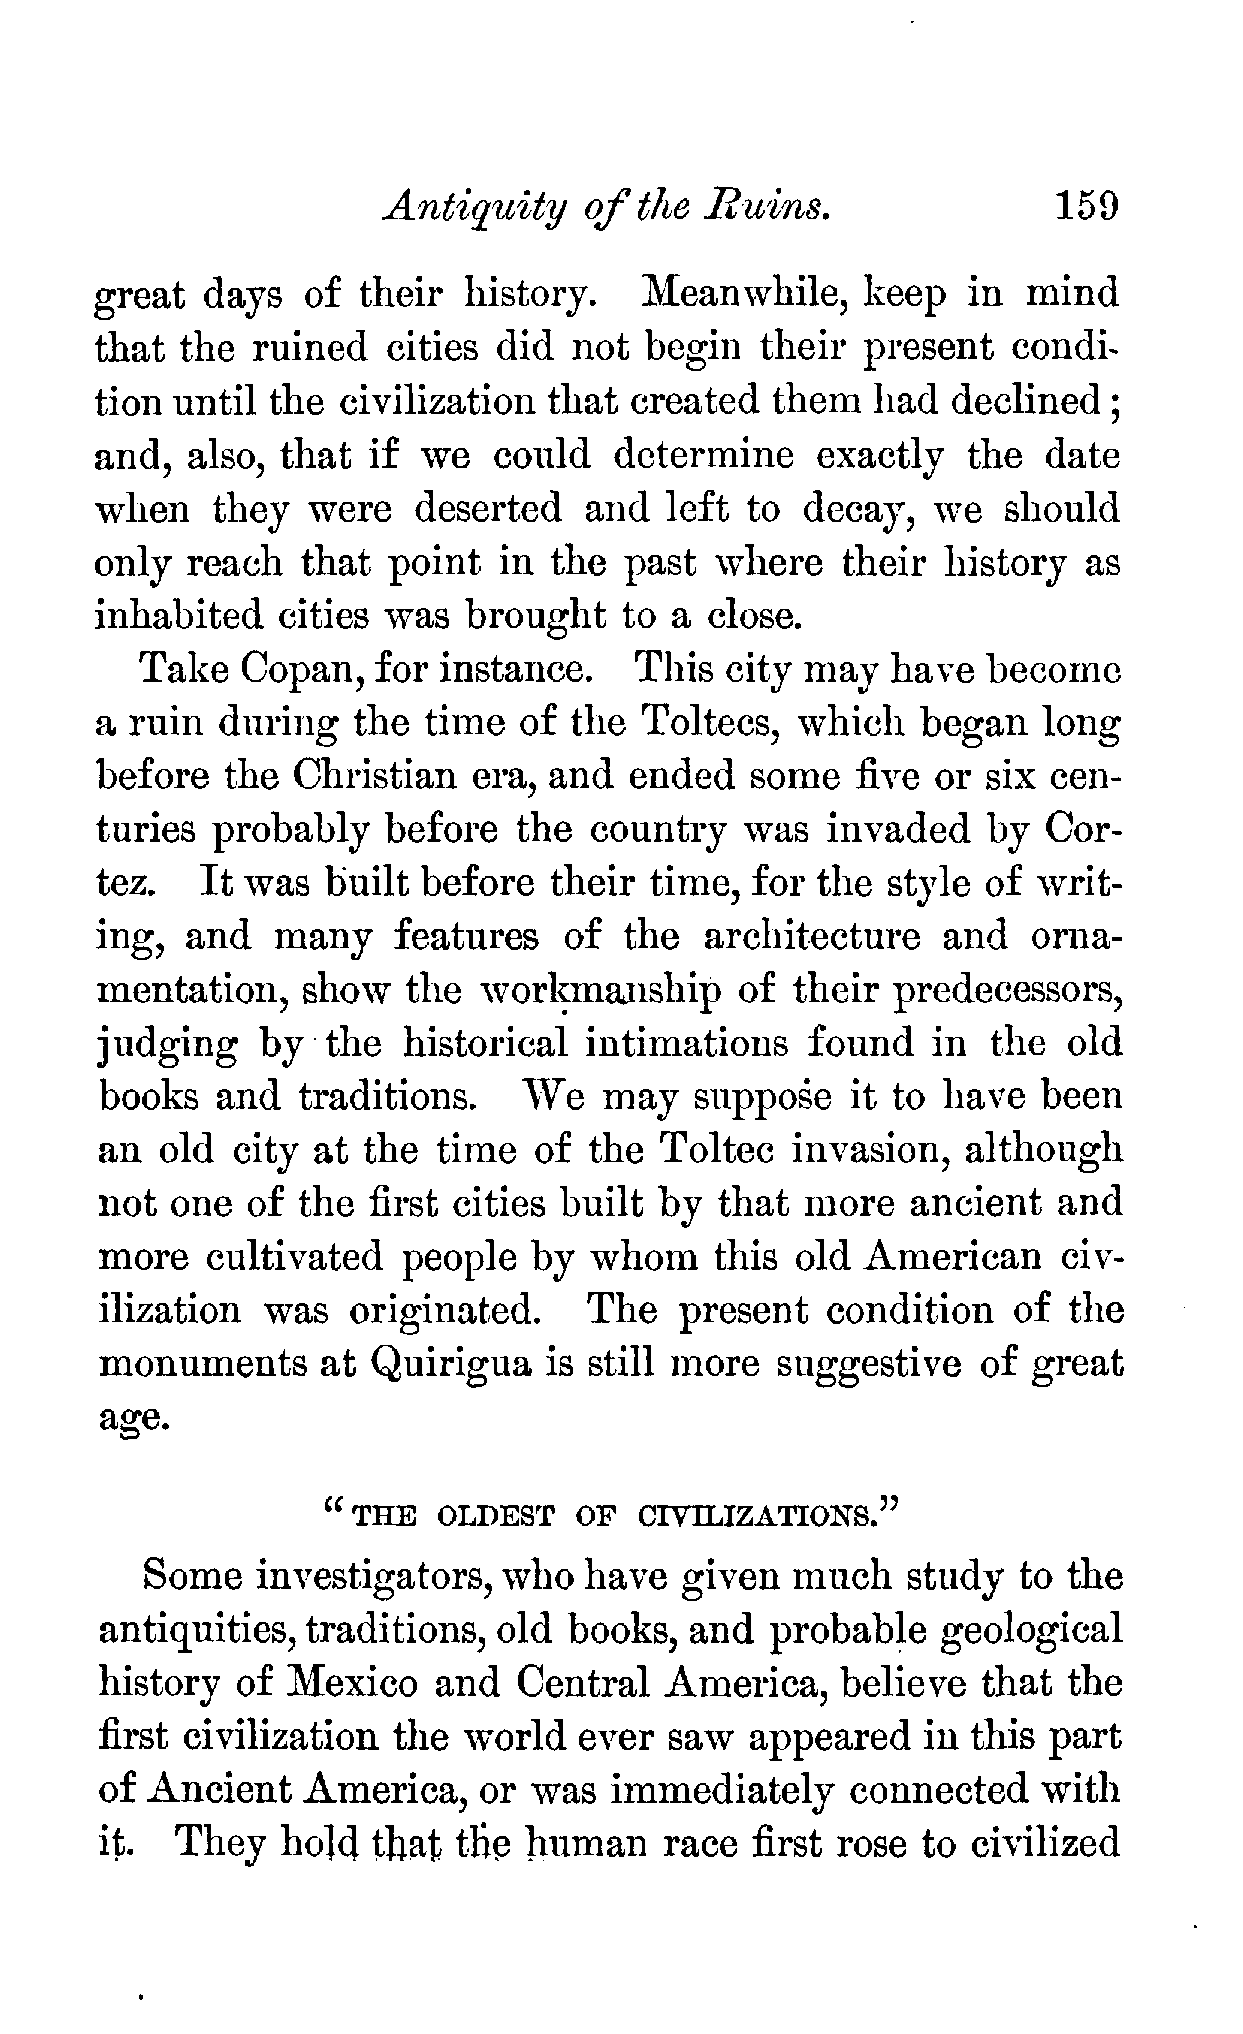 Antiquity of the Ruins. 159
great days of their history. Meanwhile, keep in mind
that the ruined cities did not begin their present condi-
tion until the civilization that created them had declined;
and, also, that if we could determine exactly the date
when they were deserted and left to decay, we should
only reach that point in the past where their history as
inhabited cities was brought to a close.
Take Copan, for instance. This city may have become
a ruin during the time of the Toltecs, which began long
before the Christian era, and ended some five or six cen-
turies probably before the country was invaded by Cor-
tez. It was built before their time, for the style of writ-
ing, and many features of the architecture and orna-
mentation, show the workmanship of their predecessors,
judging by the historical intimations found in the old
books and traditions. We may suppose it to have been
an old city at the time of the Toltec invasion, although
not one of the first cities built by that more ancient and
more cultivated people by whom this old American civ-
ilization was originated. The present condition of the
monuments at Quirigua is still more suggestive of great
age.
"THE OLDEST OF CIVILIZATIONS."
Some investigators, who have given much study to the
antiquities, traditions, old books, and probable geological
history of Mexico and Central America, believe that the
first civilization the world ever saw appeared in this part
of Ancient America, or was immediately connected with
it. They hold that the human race first rose to civilized